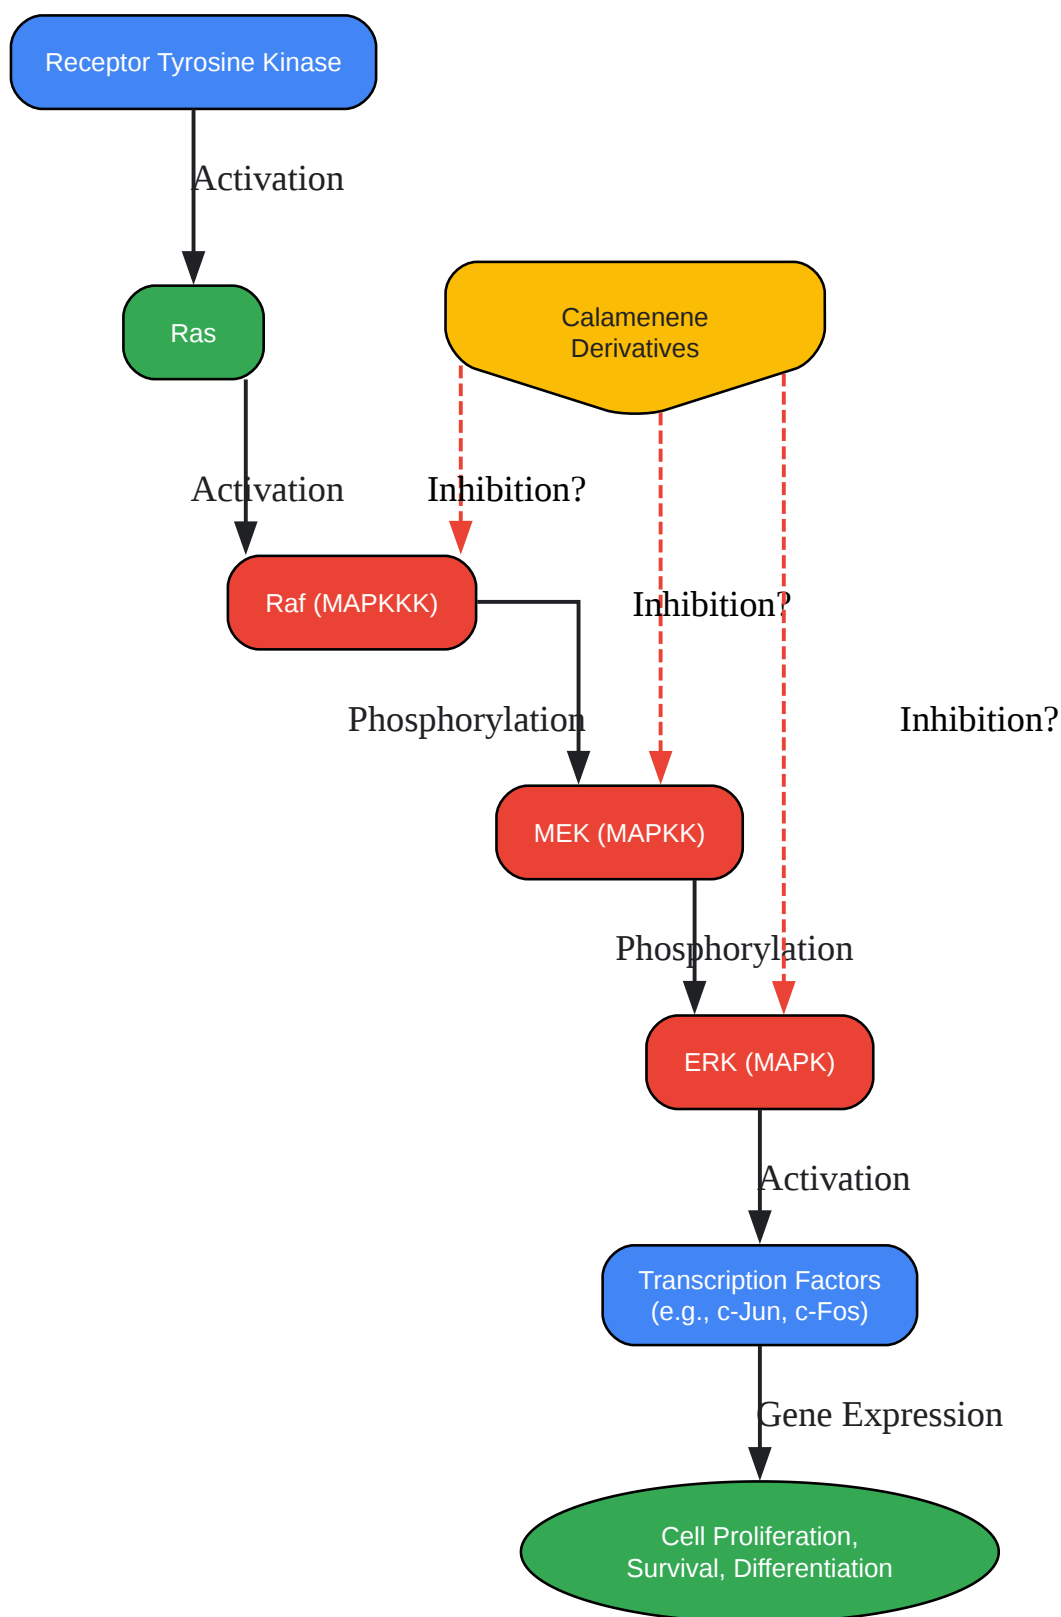 Receptor Tyrosine Kinase
Activation
Ras
Calamenene
Derivatives
Activation
Inhibition?
Raf (MAPKKK)
Inhibition?
Phosphorylation
Inhibition?
MEK (MAPKK)
Phosphorylation
ERK (MAPK)
Activation
Transcription Factors
(e.g., c-Jun, c-Fos)
Gene Expression
Cell Proliferation,
Survival, Differentiation